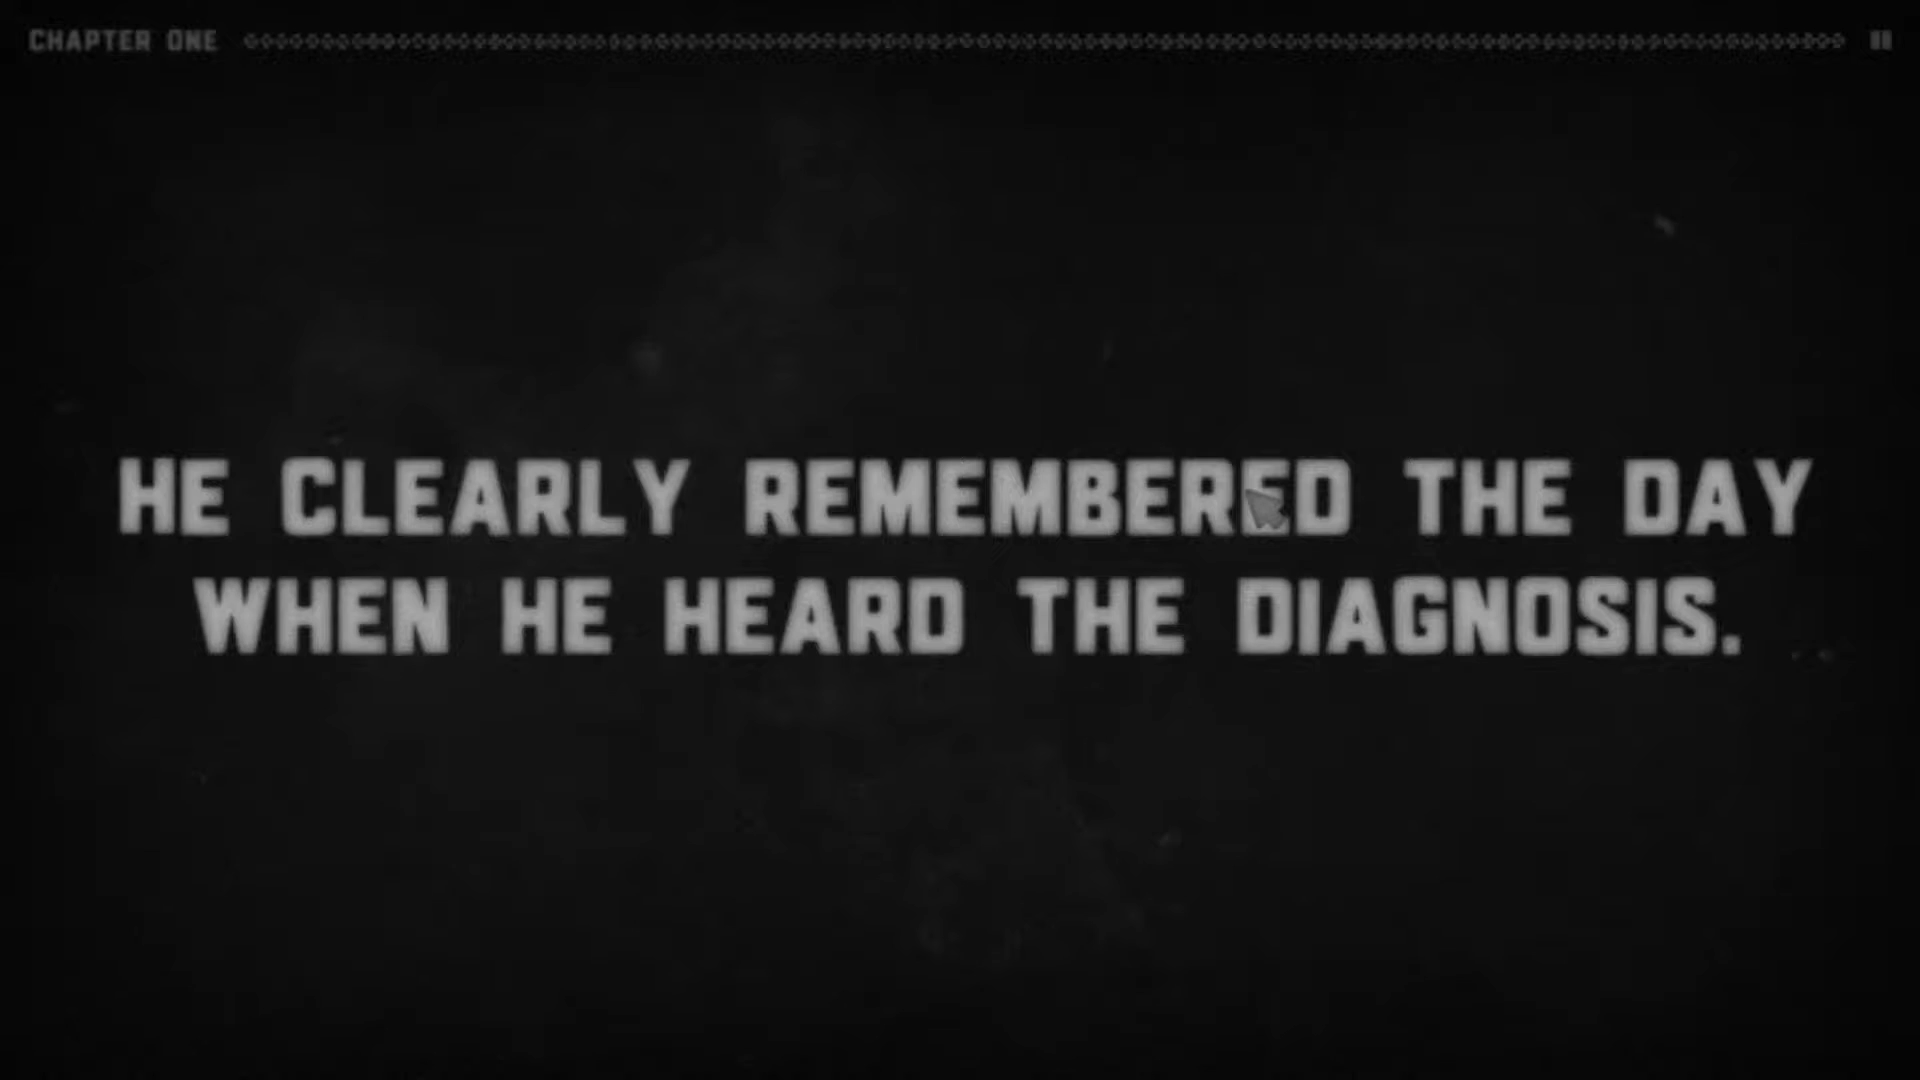 CHAPTER ONE
HE CLEARLY REMEMBERED THE DAY
WHEN HE HEARD THE DIAGNOSIS.